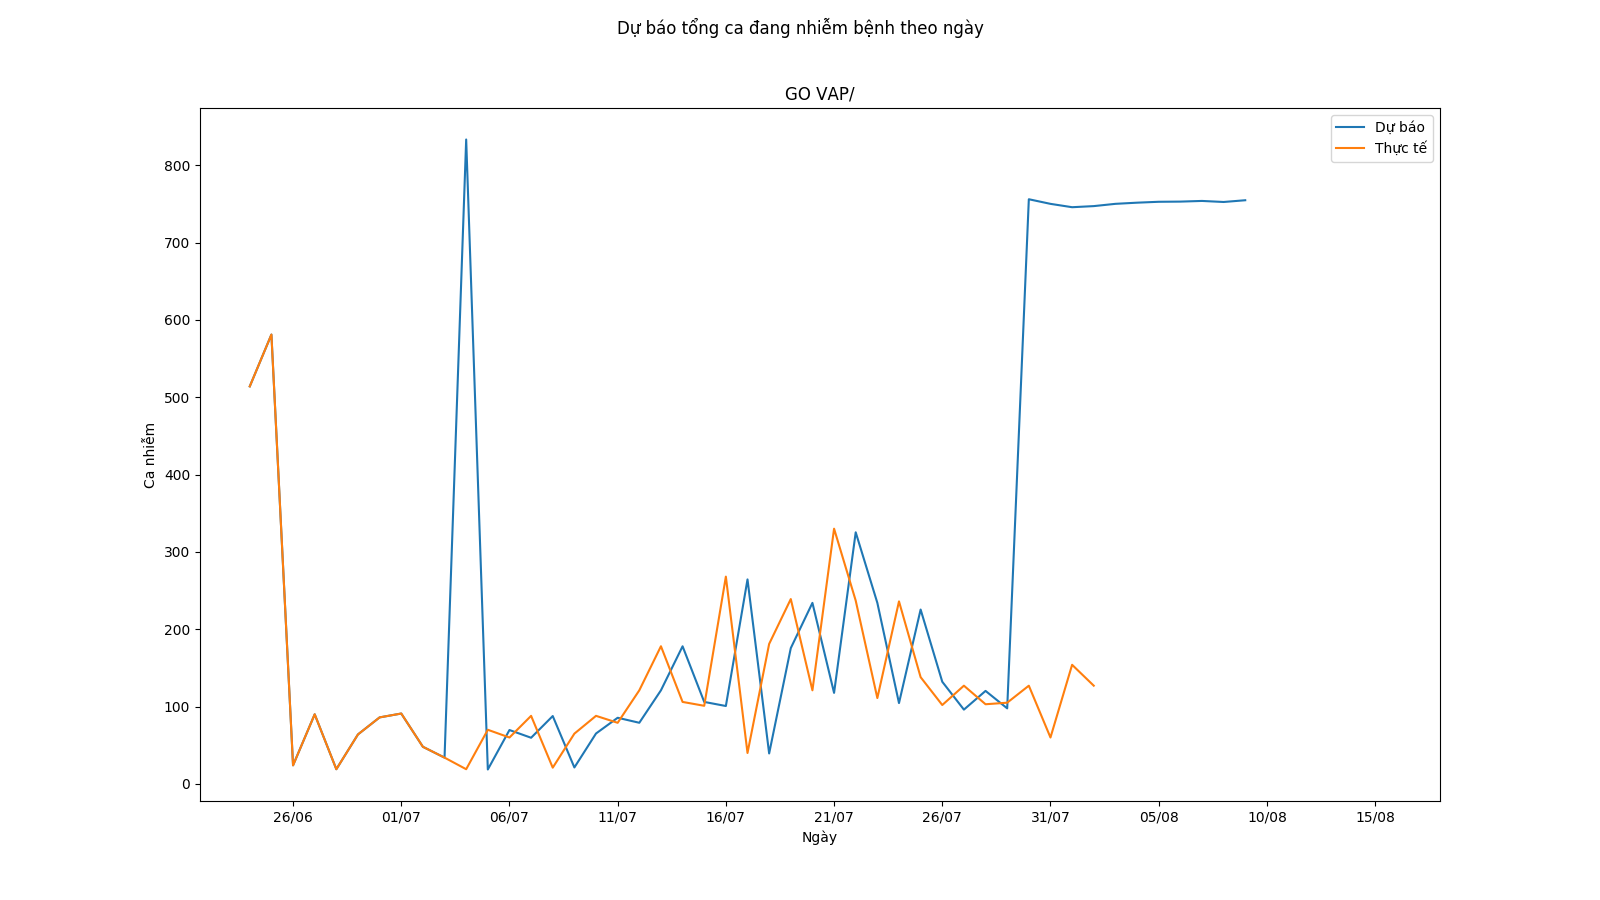 Dự báo tổng ca đang nhiễm bệnh theo ngày
GO VAP/
Dự báo
Thực tế
800
700
600
500
400
300
200
100
0
Ca nhiễm
26/06 01/07 06/07 11/07 16/07 21/07 26/07 31/07 05/08 10/08 15/08
Ngày